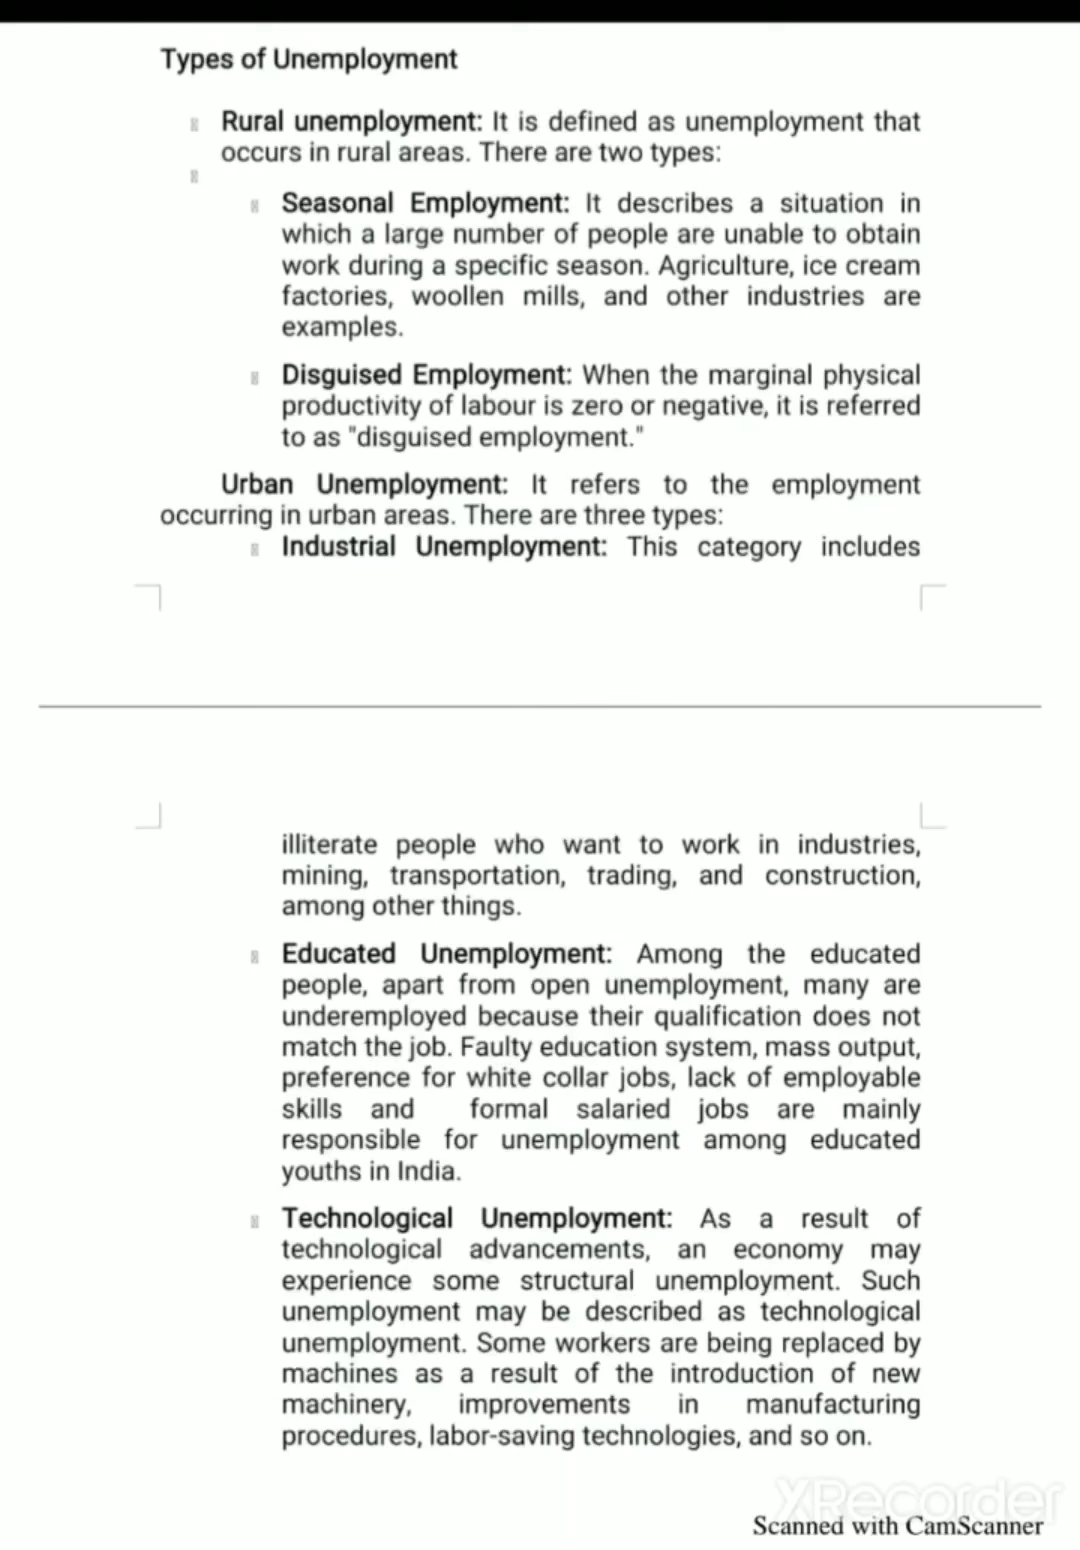 Types of Unemployment
Rural unemployment: It is defined as unemployment that
occurs in rural areas. There are two types:
Seasonal Employment: It describes a situation in
which a large number of people are unable to obtain
work during a specific season. Agriculture, ice cream
factories, woollen mills, and other industries are
examples.
Disguised Employment: When the marginal physical
productivity of labour is zero or negative, it is referred
to as "disguised employment."
Urban Unemployment: It refers to the employment
occurring in urban areas. There are three types:
Industrial Unemployment: This category includes
illiterate people who want to work in industries,
mining, transportation, trading, and construction,
among other things.
Educated Unemployment: Among the educated
people, apart from open unemployment, many are
underemployed because their qualification does not
match the job. Faulty education system, mass output,
preference for white collar jobs, lack of employable
skills and formal salaried jobs are mainly
responsible for unemployment among educated
youths in India.
Technological Unemployment: As a result of
technological advancements, an economy may
experience some structural unemployment. Such
unemployment may be described as technological
unemployment. Some workers are being replaced by
machines as a result of the introduction of new
machinery, improvements in manufacturing
procedures, labor-saving technologies, and so on.
XRecorder
Scanned with CamScanner